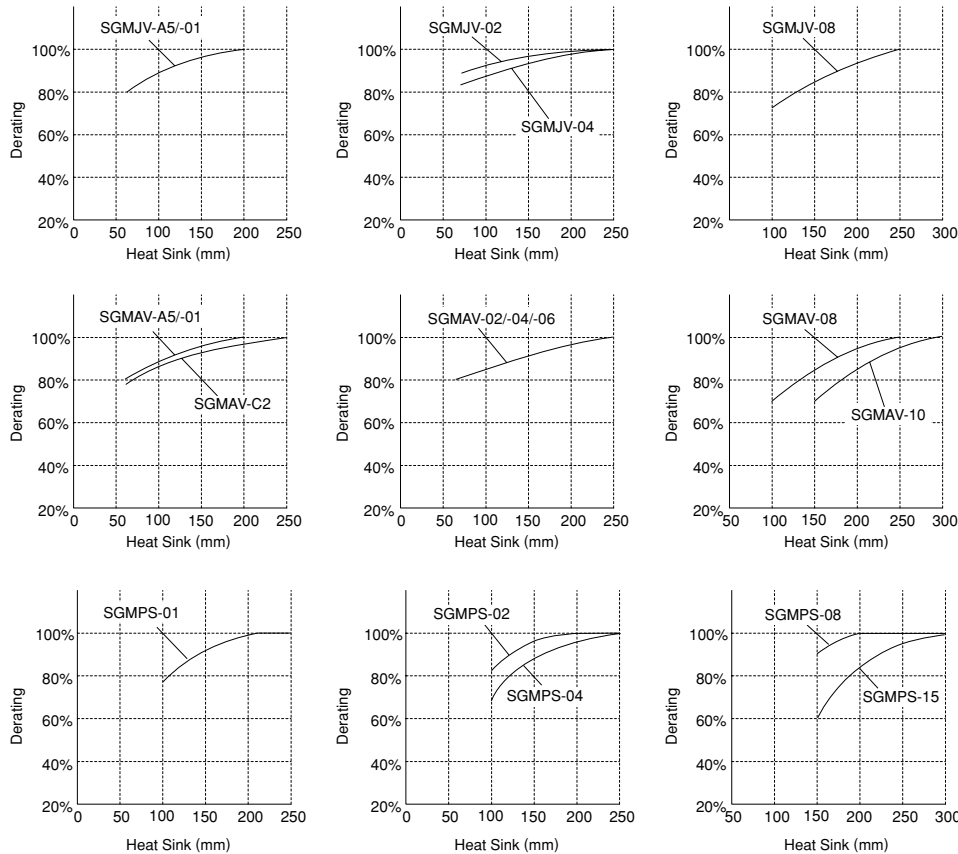 SGMJV-A5/-01
100%
80%
60%
40%
20%
Derating
0 50 100 150 200 250
Heat Sink (mm)
SGMJV-02
SGMJV-04
100%
80%
60%
40%
20%
Derating
0 50 100 150 200 250
Heat Sink (mm)
SGMJV-08
100%
80%
60%
40%
20%
Derating
100 150 200 250 300
Heat Sink (mm)
SGMAV-A5/-01
SGMAV-C2
100%
80%
60%
40%
20%
Derating
0 50 100 150 200 250
Heat Sink (mm)
SGMAV-02/-04/-06
100%
80%
60%
40%
20%
Derating
0 50 100 150 200 250
Heat Sink (mm)
SGMAV-08
SGMAV-10
100%
80%
60%
40%
20%
Derating
50 100 150 200 250 300
Heat Sink (mm)
SGMPS-01
100%
80%
60%
40%
20%
Derating
0 50 100 150 200 250
Heat Sink (mm)
SGMPS-02
SGMPS-04
100%
80%
60%
40%
20%
Derating
0 50 100 150 200 250
Heat Sink (mm)
SGMPS-08
SGMPS-15
100%
80%
60%
40%
20%
Derating
50 100 150 200 250 300
Heat Sink (mm)